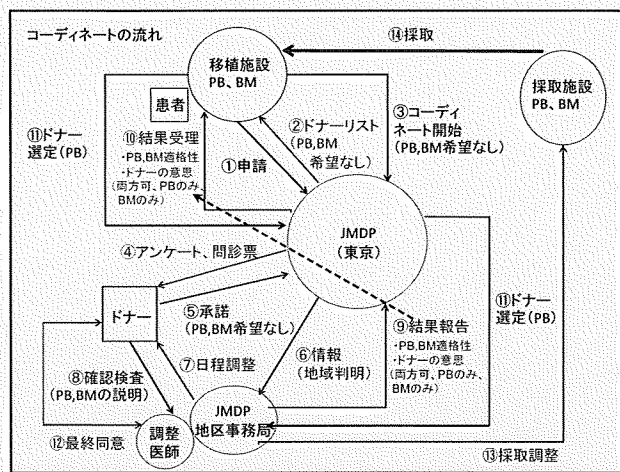 コーディネートの流れ
⑭採取
移植施設
PB、BM
採取施設
PB、BM
患者
③コーディ
ネート開始
(PB,BM希望なし)
②ドナーリスト
(PB,BM
希望なし)
⑪ドナー
選定(PB)
⑩結果受理
・PB,BM適格性
・ドナーの意思
(両方可、PBのみ、
BMのみ)
①申請
JMDP
(東京)
④アンケート、問診票
ドナー
⑤承諾
(PB,BM希望なし)
⑪ドナー
選定(PB)
⑨結果報告
・PB,BM適格性
・ドナーの意思
(両方可、PBのみ、
BMのみ)
⑥情報
(地域判明)
⑦日程調整
⑧確認検査
(PB,BMの説明)
JMDP
地区事務局
調整
医師
⑫最終同意
⑬採取調整